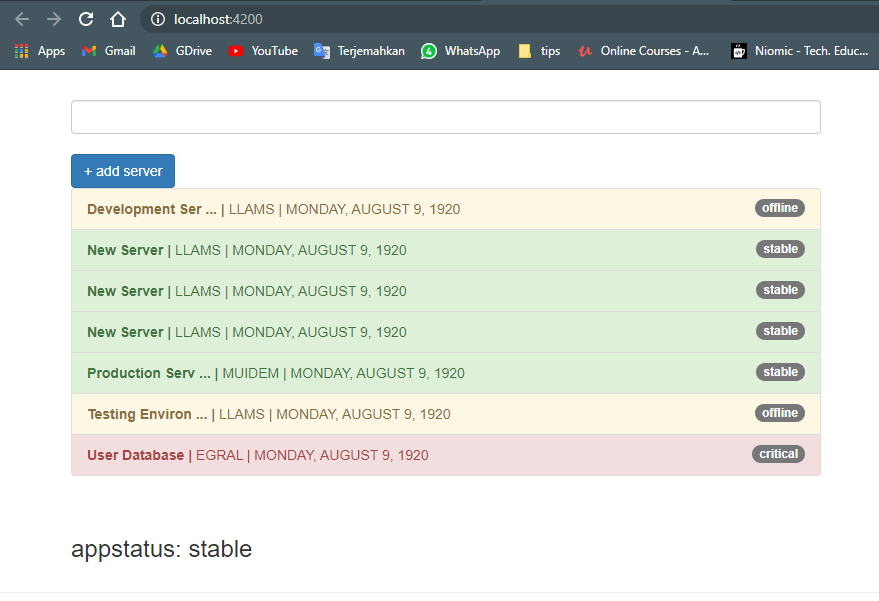 localhost:4200
Apps Gmail GDrive YouTube Terjemahkan 4 WhatsApp tips Online Courses - A... Niomic - Tech. Educ...
+ add server
Development Ser ... | LLAMS | MONDAY, AUGUST 9, 1920 offline
New Server | LLAMS | MONDAY, AUGUST 9, 1920 stable
New Server | LLAMS | MONDAY, AUGUST 9, 1920 stable
New Server | LLAMS | MONDAY, AUGUST 9, 1920 stable
Production Serv ... | MUIDEM | MONDAY, AUGUST 9, 1920 stable
Testing Environ ... | LLAMS | MONDAY, AUGUST 9, 1920 offline
User Database | EGRAL | MONDAY, AUGUST 9, 1920 critical
appstatus: stable